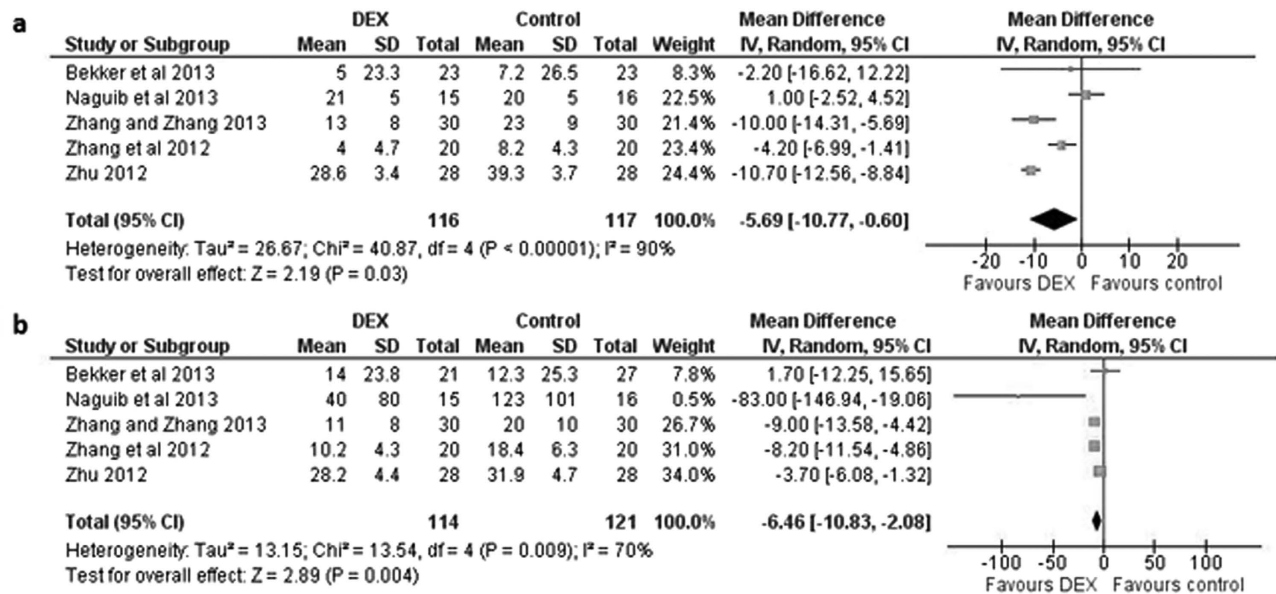 a
DEX Control Mean Difference Mean Difference
Study or Subgroup Mean SD Total Mean SD Total Weight IV, Random, 95% CI IV, Random, 95% CI
Bekker et al 2013 5 23.3 23 7.2 26.5 23 8.3% -2.20 [-16.62, 12.22]
Naguib et al 2013 21 5 15 20 5 16 22.5% 1.00 [-2.52, 4.52]
Zhang and Zhang 2013 13 8 30 23 9 30 21.4% -10.00 [-14.31, -5.69]
Zhang et al 2012 4 4.7 20 8.2 4.3 20 23.4% -4.20 [-6.99, -1.41]
Zhu 2012 28.6 3.4 28 39.3 3.7 28 24.4% -10.70 [-12.56, -8.84]
Total (95% CI) 116 117 100.0% -5.69 [-10.77, -0.60]
Heterogeneity: Tau² = 26.67; Chi² = 40.87, df = 4 (P < 0.00001); I² = 90%
Test for overall effect: Z = 2.19 (P = 0.03)
-20 -10 0 10 20
Favours DEX Favours control
b
DEX Control Mean Difference Mean Difference
Study or Subgroup Mean SD Total Mean SD Total Weight IV, Random, 95% CI IV, Random, 95% CI
Bekker et al 2013 14 23.8 21 12.3 25.3 27 7.8% 1.70 [-12.25, 15.65]
Naguib et al 2013 40 80 15 123 101 16 0.5% -83.00 [-146.94, -19.06]
Zhang and Zhang 2013 11 8 30 20 10 30 26.7% -9.00 [-13.58, -4.42]
Zhang et al 2012 10.2 4.3 20 18.4 6.3 20 31.0% -8.20 [-11.54, -4.86]
Zhu 2012 28.2 4.4 28 31.9 4.7 28 34.0% -3.70 [-6.08, -1.32]
Total (95% CI) 114 121 100.0% -6.46 [-10.83, -2.08]
Heterogeneity: Tau² = 13.15; Chi² = 13.54, df = 4 (P = 0.009); I² = 70%
Test for overall effect: Z = 2.89 (P = 0.004)
-100 -50 0 50 100
Favours DEX Favours control